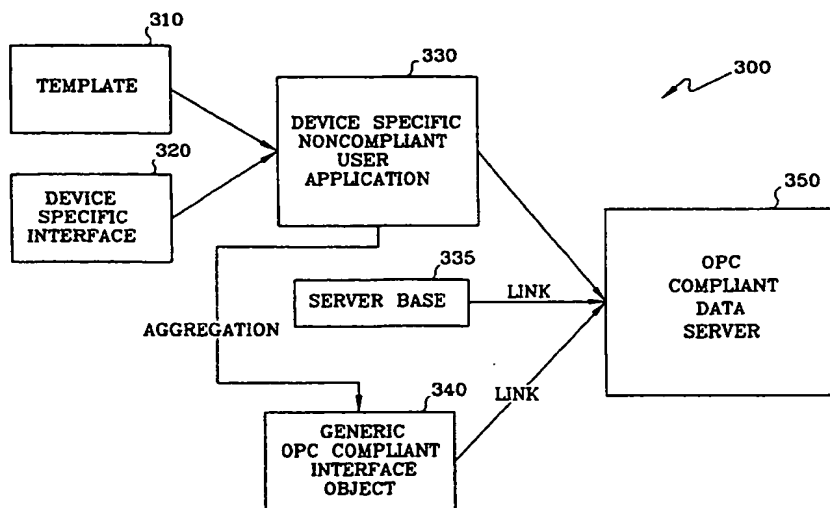 310
TEMPLATE
320
DEVICE
SPECIFIC
INTERFACE
330
DEVICE SPECIFIC
NONCOMPLIANT
USER
APPLICATION
300
335
SERVER BASE
LINK
AGGREGATION
LINK
340
GENERIC
OPC COMPLIANT
INTERFACE
OBJECT
350
OPC
COMPLIANT
DATA
SERVER